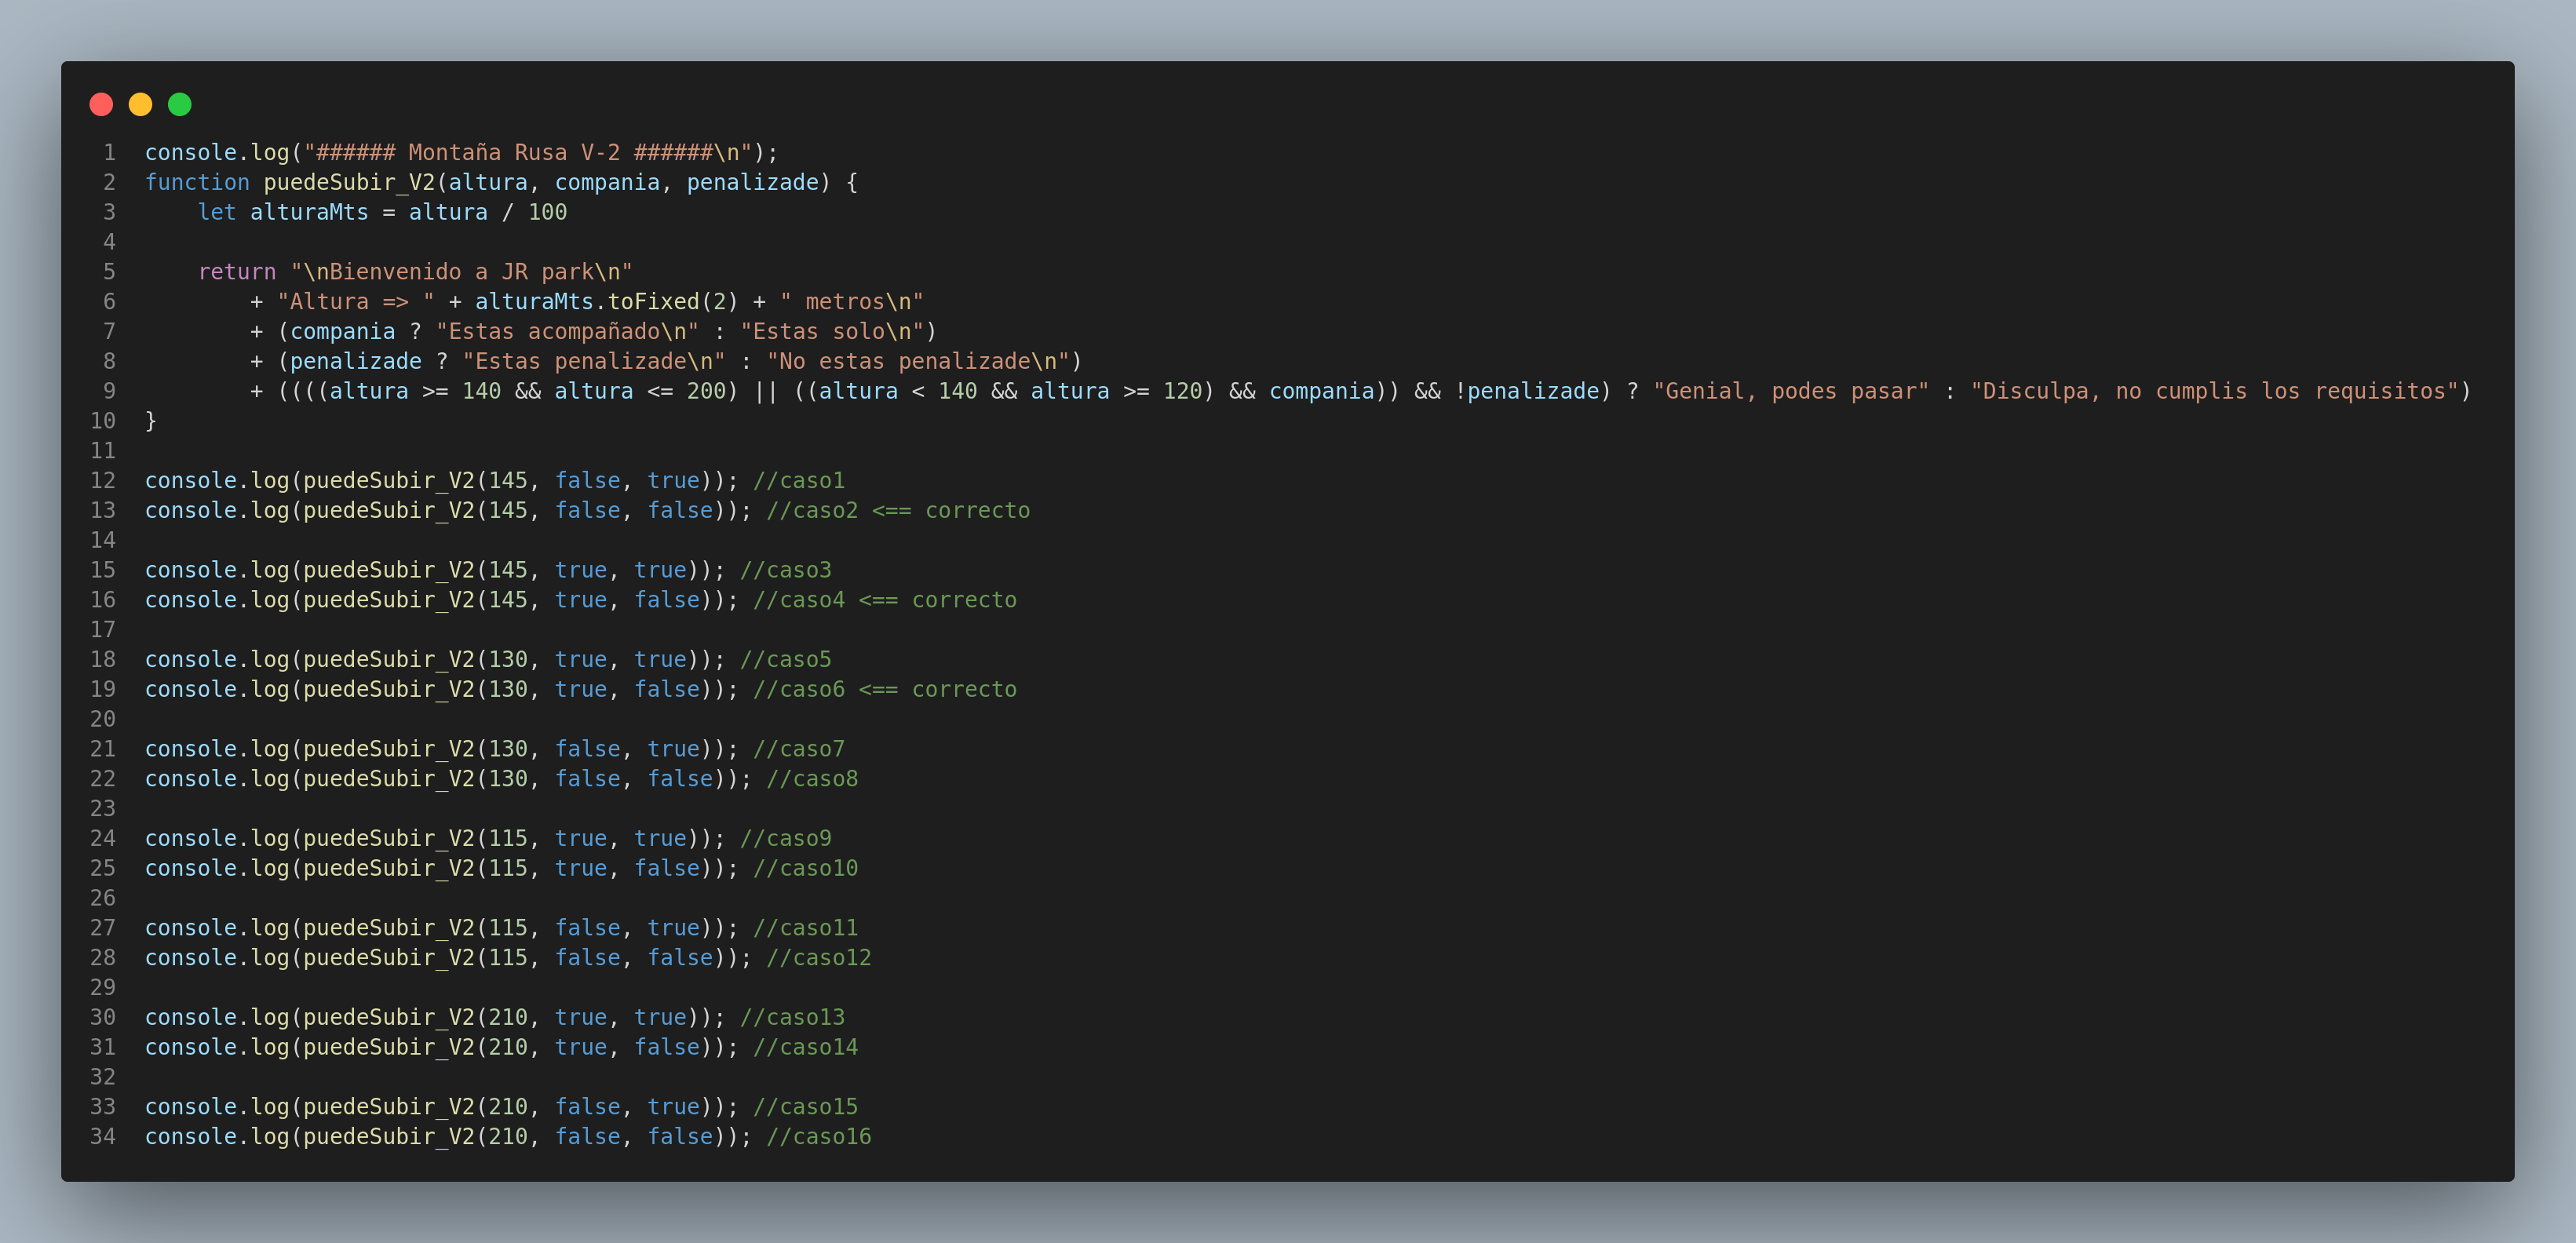 1 console.log("###### Montaña Rusa V-2 ######\n");
2 function puedeSubir_V2(altura, compania, penalizade) {
3     let alturaMts = altura / 100
4
5     return "\nBienvenido a JR park\n"
6         + "Altura => " + alturaMts.toFixed(2) + " metros\n"
7         + (compania ? "Estas acompañado\n" : "Estas solo\n")
8         + (penalizade ? "Estas penalizade\n" : "No estas penalizade\n")
9         + ((((altura >= 140 && altura <= 200) || ((altura < 140 && altura >= 120) && compania)) && !penalizade) ? "Genial, podes pasar" : "Disculpa, no cumplis los requisitos")
10 }
11
12 console.log(puedeSubir_V2(145, false, true)); //caso1
13 console.log(puedeSubir_V2(145, false, false)); //caso2 <== correcto
14
15 console.log(puedeSubir_V2(145, true, true)); //caso3
16 console.log(puedeSubir_V2(145, true, false)); //caso4 <== correcto
17
18 console.log(puedeSubir_V2(130, true, true)); //caso5
19 console.log(puedeSubir_V2(130, true, false)); //caso6 <== correcto
20
21 console.log(puedeSubir_V2(130, false, true)); //caso7
22 console.log(puedeSubir_V2(130, false, false)); //caso8
23
24 console.log(puedeSubir_V2(115, true, true)); //caso9
25 console.log(puedeSubir_V2(115, true, false)); //caso10
26
27 console.log(puedeSubir_V2(115, false, true)); //caso11
28 console.log(puedeSubir_V2(115, false, false)); //caso12
29
30 console.log(puedeSubir_V2(210, true, true)); //caso13
31 console.log(puedeSubir_V2(210, true, false)); //caso14
32
33 console.log(puedeSubir_V2(210, false, true)); //caso15
34 console.log(puedeSubir_V2(210, false, false)); //caso16